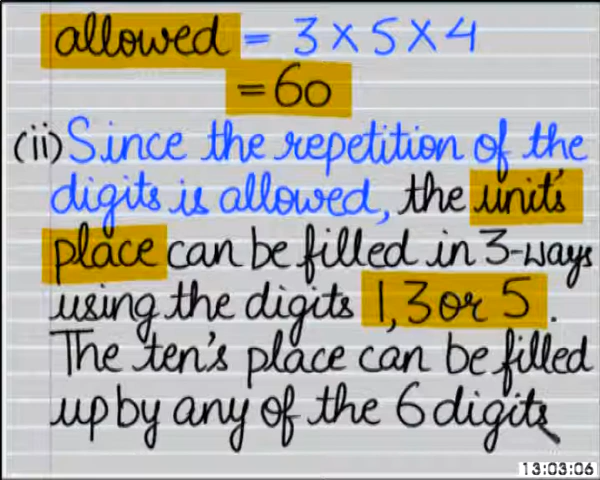 allowed = 3 × 5 × 4
= 60
(ii) Since the repetition of the
digits is allowed, the unit's
place can be filled in 3-ways
using the digits 1, 3 or 5.
The ten's place can be filled
up by any of the 6 digits
13:03:06